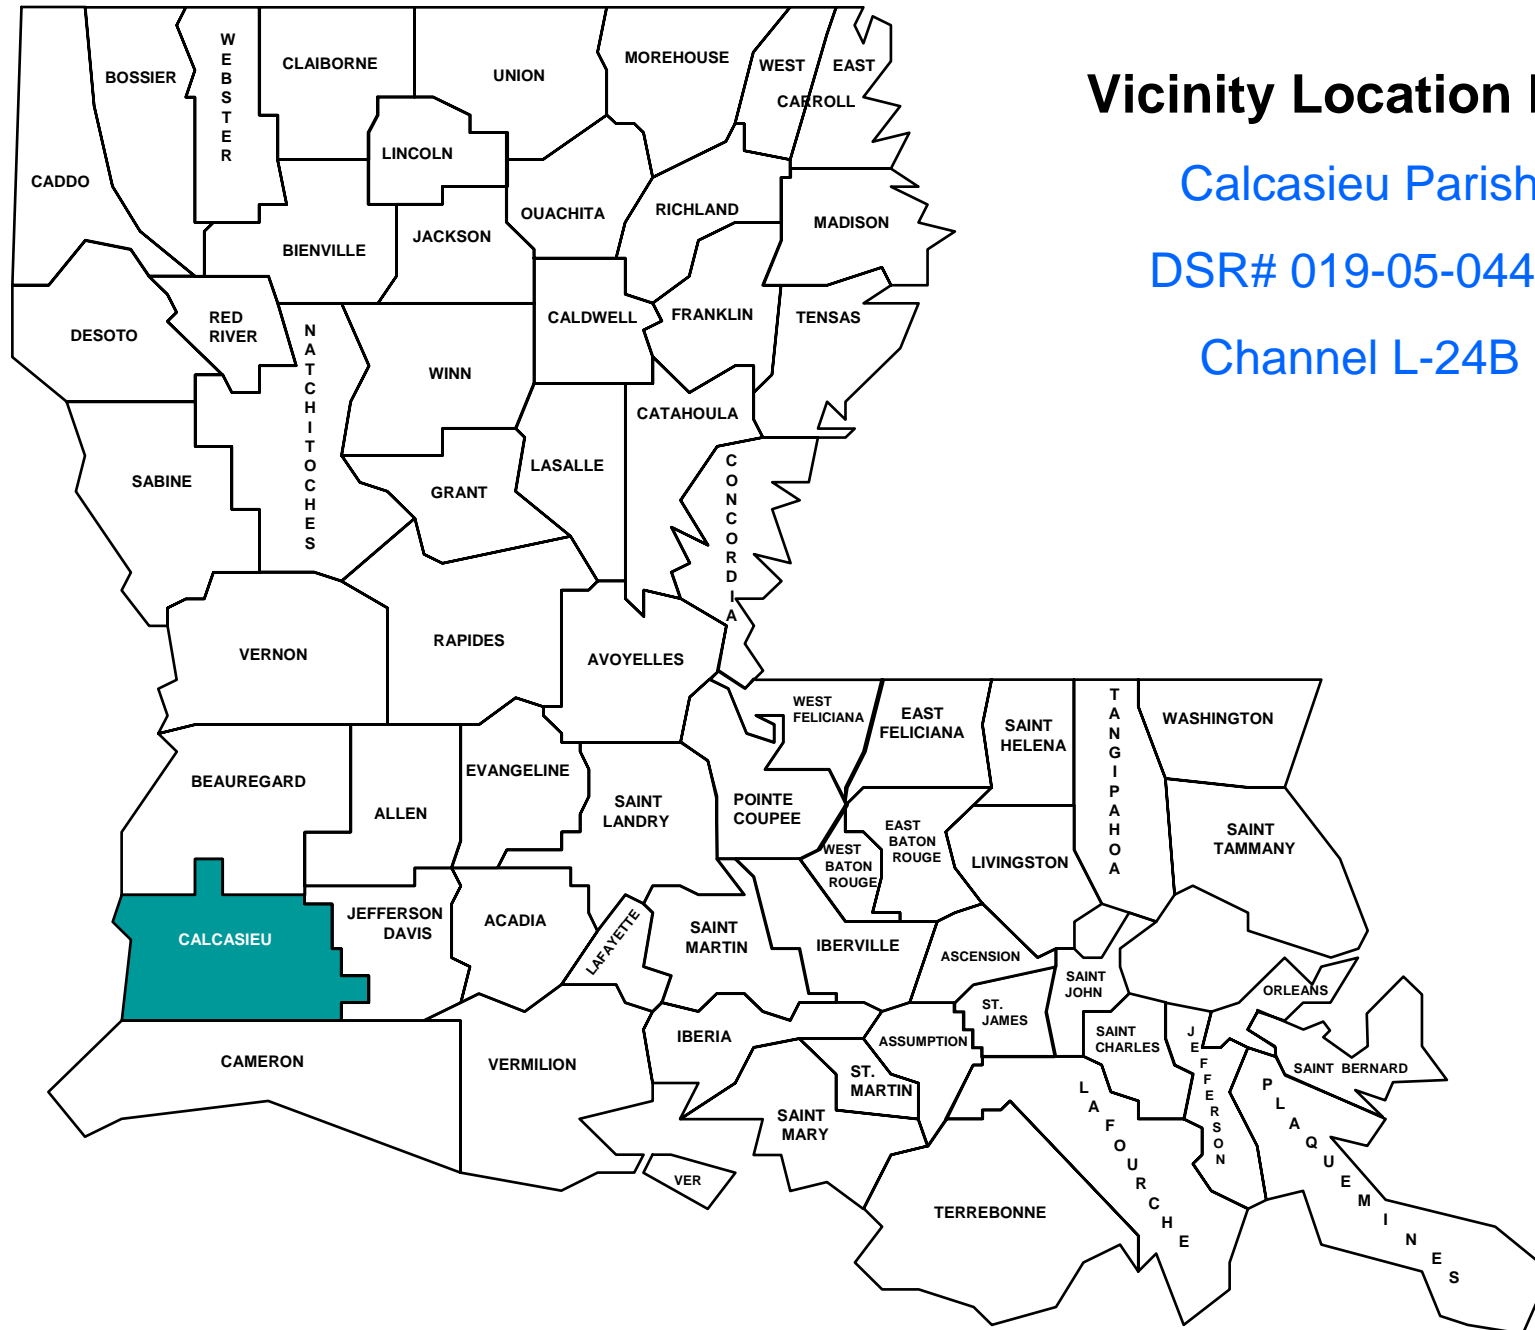 Vicinity Location
Calcasieu Parish
DSR# 019-05-044
Channel L-24B
WEBSTER
BOSSIER
CLAIBORNE
UNION
MOREHOUSE
WEST
EAST
CARROLL
CADDO
LINCOLN
OUACHITA
RICHLAND
MADISON
BIENVILLE
JACKSON
DESOTO
RED
RIVER
NATCHITOCHES
CALDWELL
FRANKLIN
TENSAS
WINN
CATAHOULA
SABINE
GRANT
LASALLE
CONCORDIA
VERNON
RAPIDES
AVOYELLES
WEST
FELICIANA
EAST
FELICIANA
SAINT
HELENA
TANGIPAHOA
WASHINGTON
BEAUREGARD
ALLEN
EVANGELINE
SAINT
LANDRY
POINTE
COUPEE
WEST
BATON
ROUGE
EAST
BATON
ROUGE
LIVINGSTON
SAINT
TAMMANY
CALCASIEU
JEFFERSON
DAVIS
ACADIA
LAFAYETTE
SAINT
MARTIN
IBERVILLE
ASCENSION
SAINT
JOHN
ORLEANS
CAMERON
VERMILION
IBERIA
ST.
MARTIN
ASSUMPTION
ST.
JAMES
SAINT
CHARLES
JEFFERSON
SAINT BERNARD
PLAQUEMINES
SAINT
MARY
LAFOURCHE
VER
TERREBONNE